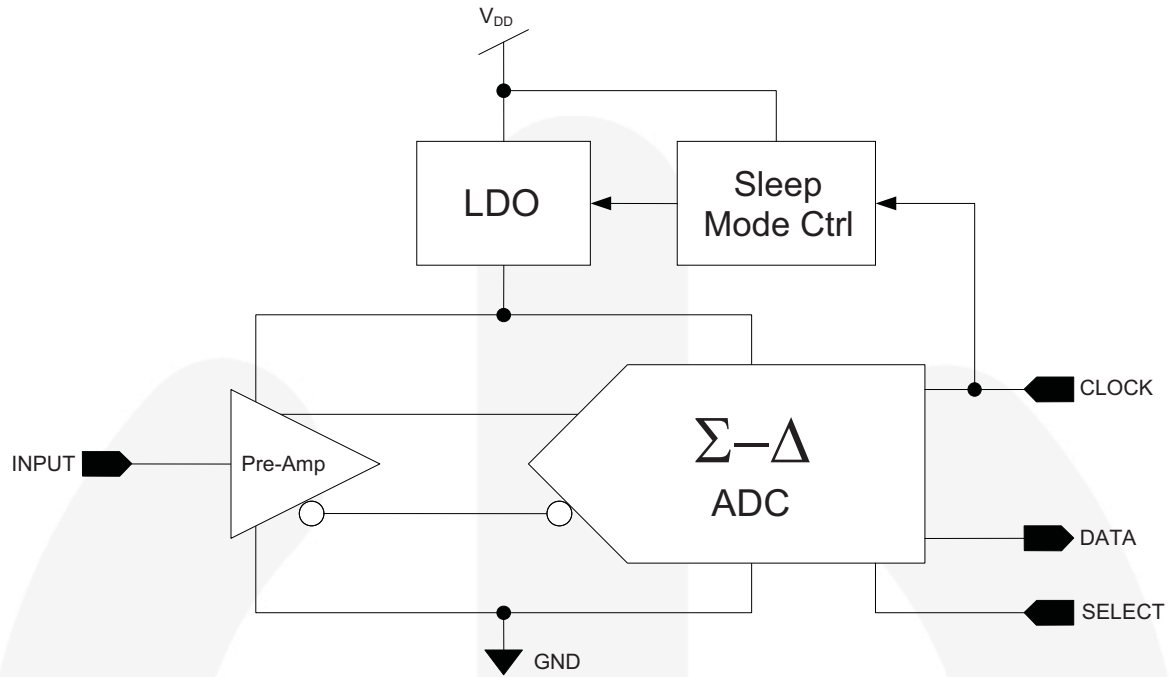 VDD
LDO
Sleep
Mode Ctrl
CLOCK
Σ–Δ
INPUT
Pre-Amp
ADC
DATA
SELECT
GND